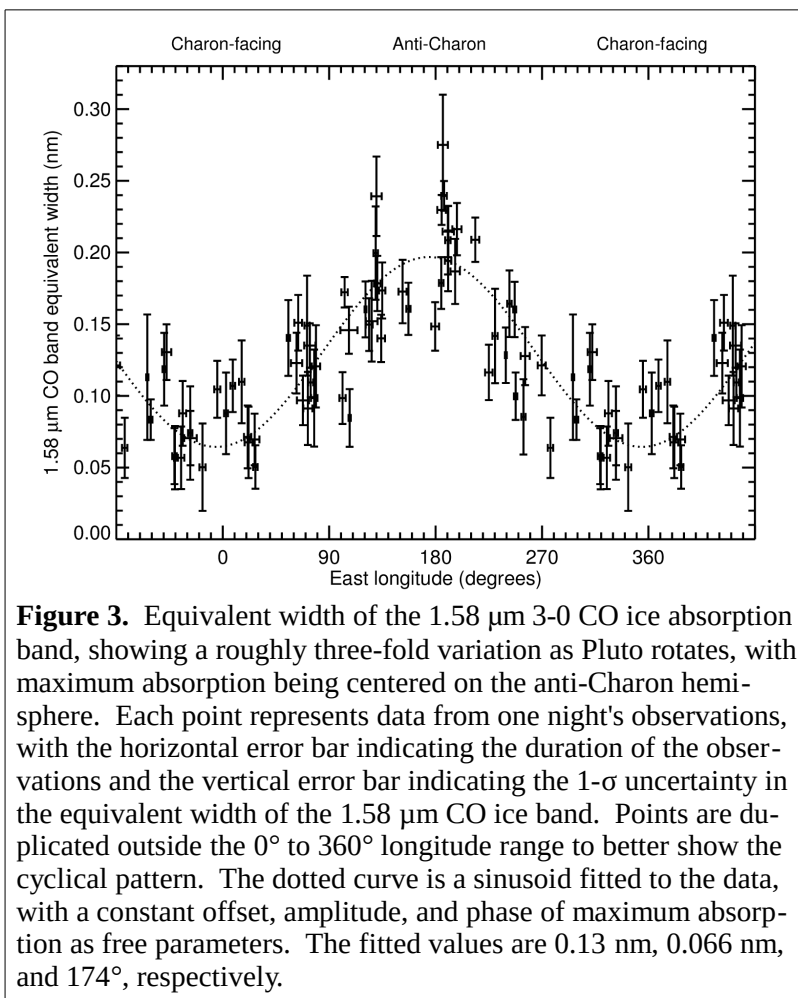 Charon-facing Anti-Charon Charon-facing
0.30
0.25
0.20
0.15
0.10
0.05
0.00
1.58 µm CO band equivalent width (nm)
0 90 180 270 360
East longitude (degrees)
Figure 3. Equivalent width of the 1.58 µm 3-0 CO ice absorption
band, showing a roughly three-fold variation as Pluto rotates, with
maximum absorption being centered on the anti-Charon hemi-
sphere. Each point represents data from one night's observations,
with the horizontal error bar indicating the duration of the obser-
vations and the vertical error bar indicating the 1-σ uncertainty in
the equivalent width of the 1.58 µm CO ice band. Points are du-
plicated outside the 0° to 360° longitude range to better show the
cyclical pattern. The dotted curve is a sinusoid fitted to the data,
with a constant offset, amplitude, and phase of maximum absorp-
tion as free parameters. The fitted values are 0.13 nm, 0.066 nm,
and 174°, respectively.